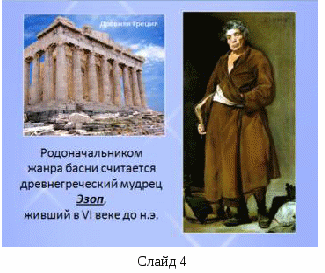 Древняя Греция
Родоначальником
жанра басни считается
древнегреческий мудрец
Эзоп,
живший в VI веке до н.э.
Слайд 4